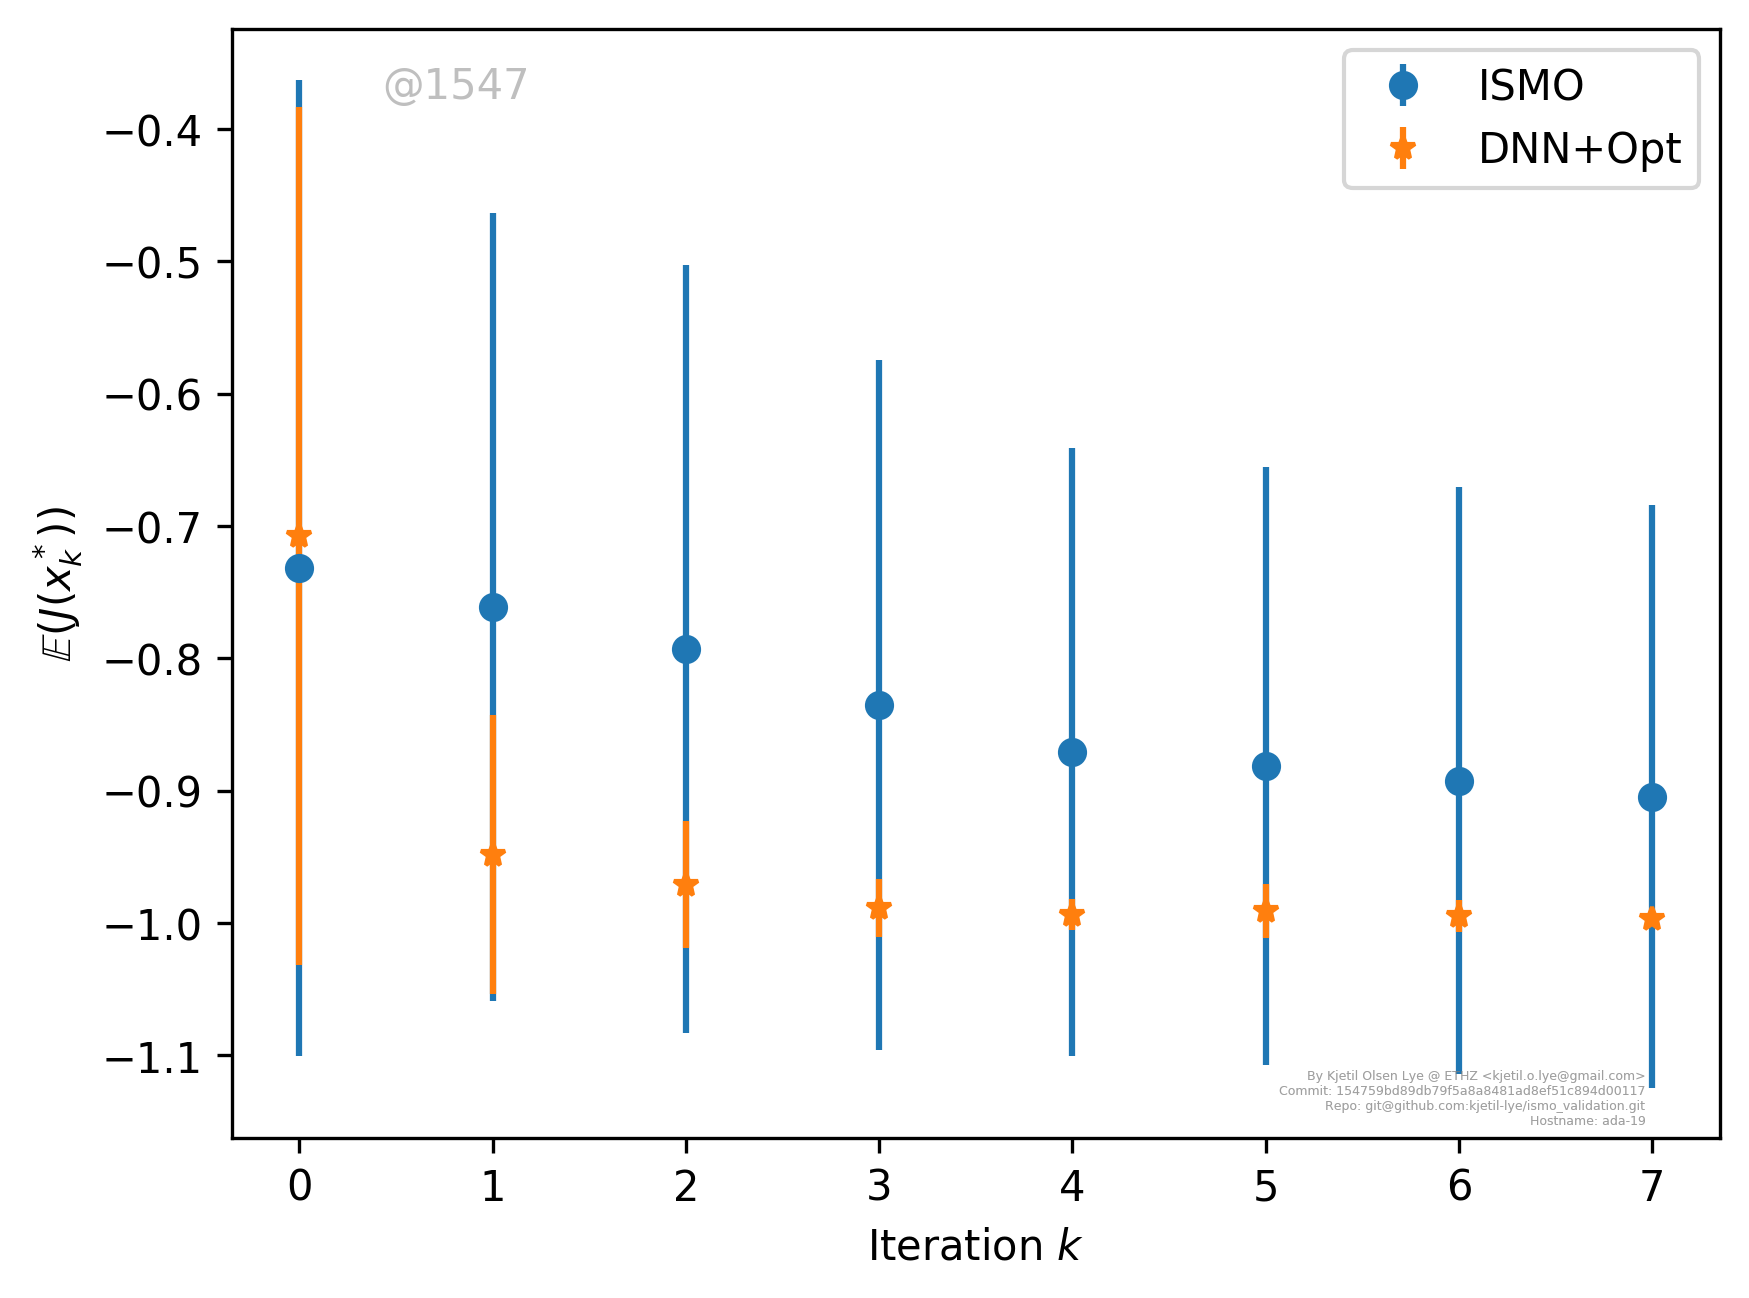 @1547
ISMO
DNN+Opt
−0.4
−0.5
−0.6
−0.7
−0.8
−0.9
−1.0
−1.1
𝔼(J(x*k))
By Kjetil Olsen Lye @ ETHZ <kjetil.o.lye@gmail.com>
Commit: 154759bd89db79f5a8a8481ad8ef51c894d00117
Repo: git@github.com:kjetil-lye/ismo_validation.git
Hostname: ada-19
0 1 2 3 4 5 6 7
Iteration k